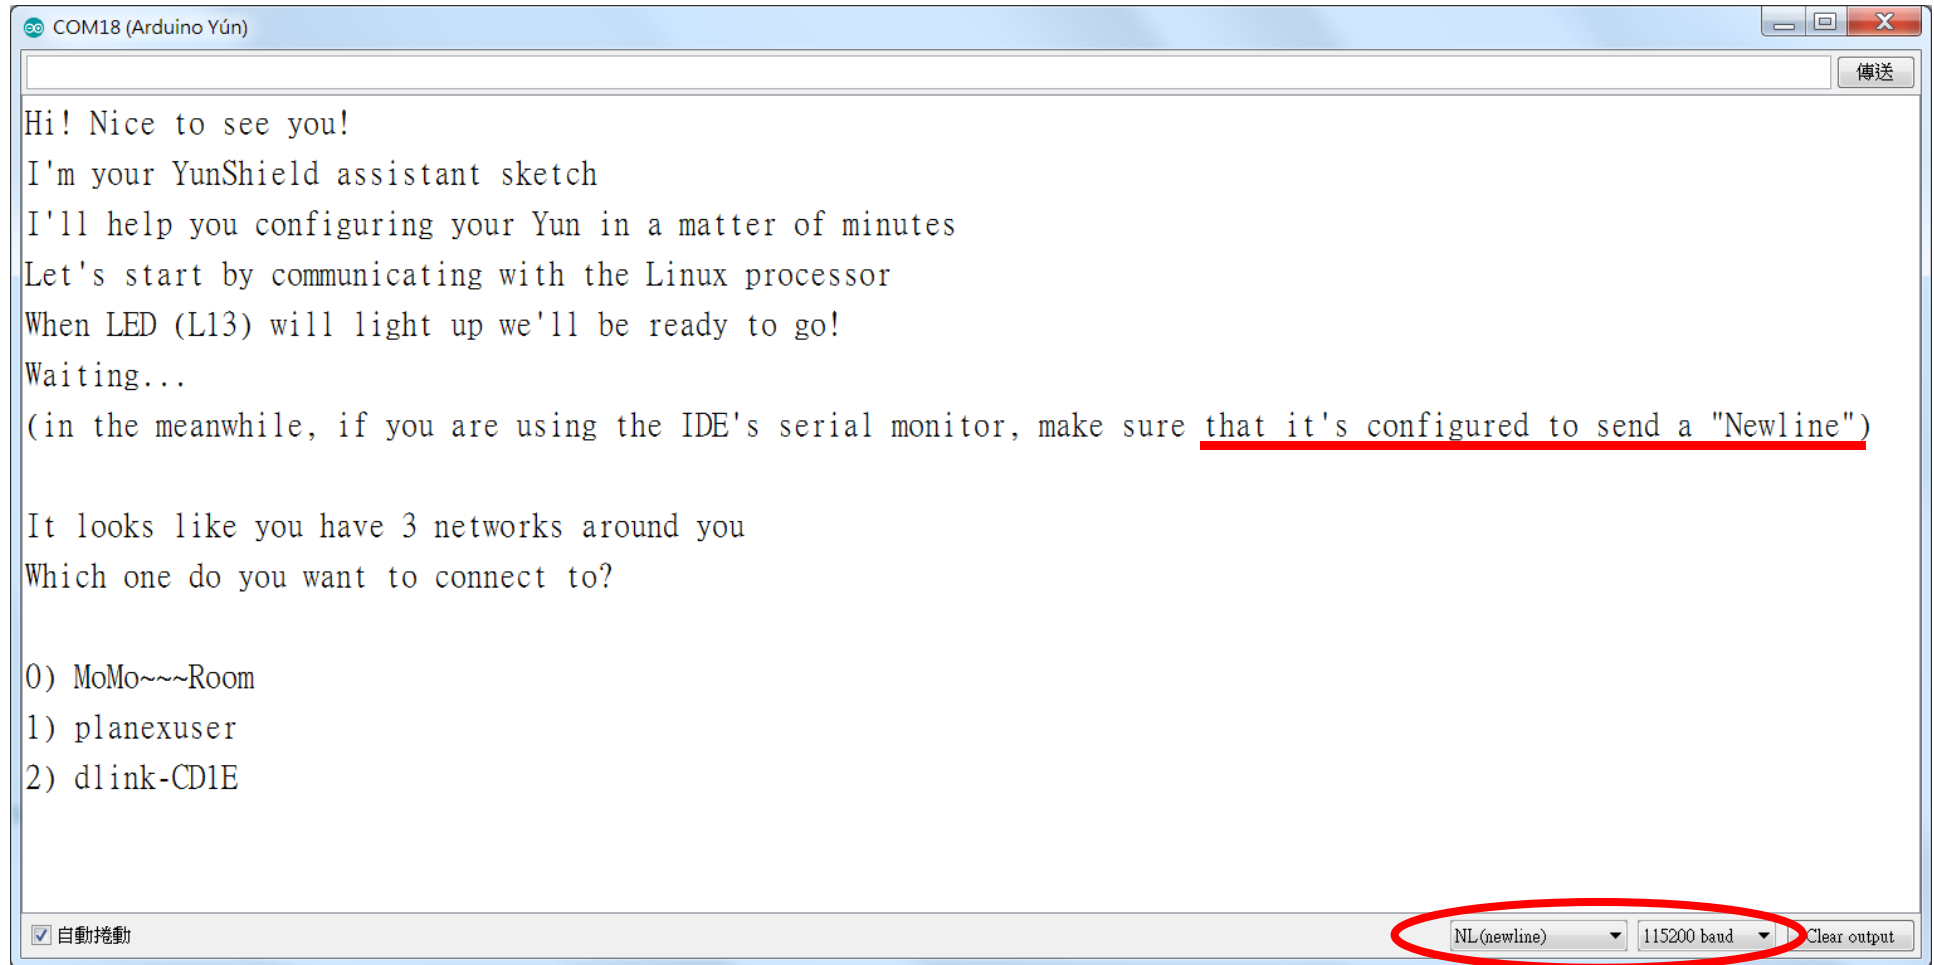 COM18 (Arduino Yún)
傳送
Hi! Nice to see you!
I'm your YunShield assistant sketch
I'll help you configuring your Yun in a matter of minutes
Let's start by communicating with the Linux processor
When LED (L13) will light up we'll be ready to go!
Waiting...
(in the meanwhile, if you are using the IDE's serial monitor, make sure that it's configured to send a "Newline")
It looks like you have 3 networks around you
Which one do you want to connect to?
0) MoMo~~~Room
1) planexuser
2) dlink-CD1E
自動捲動
NL(newline)
115200 baud
Clear output